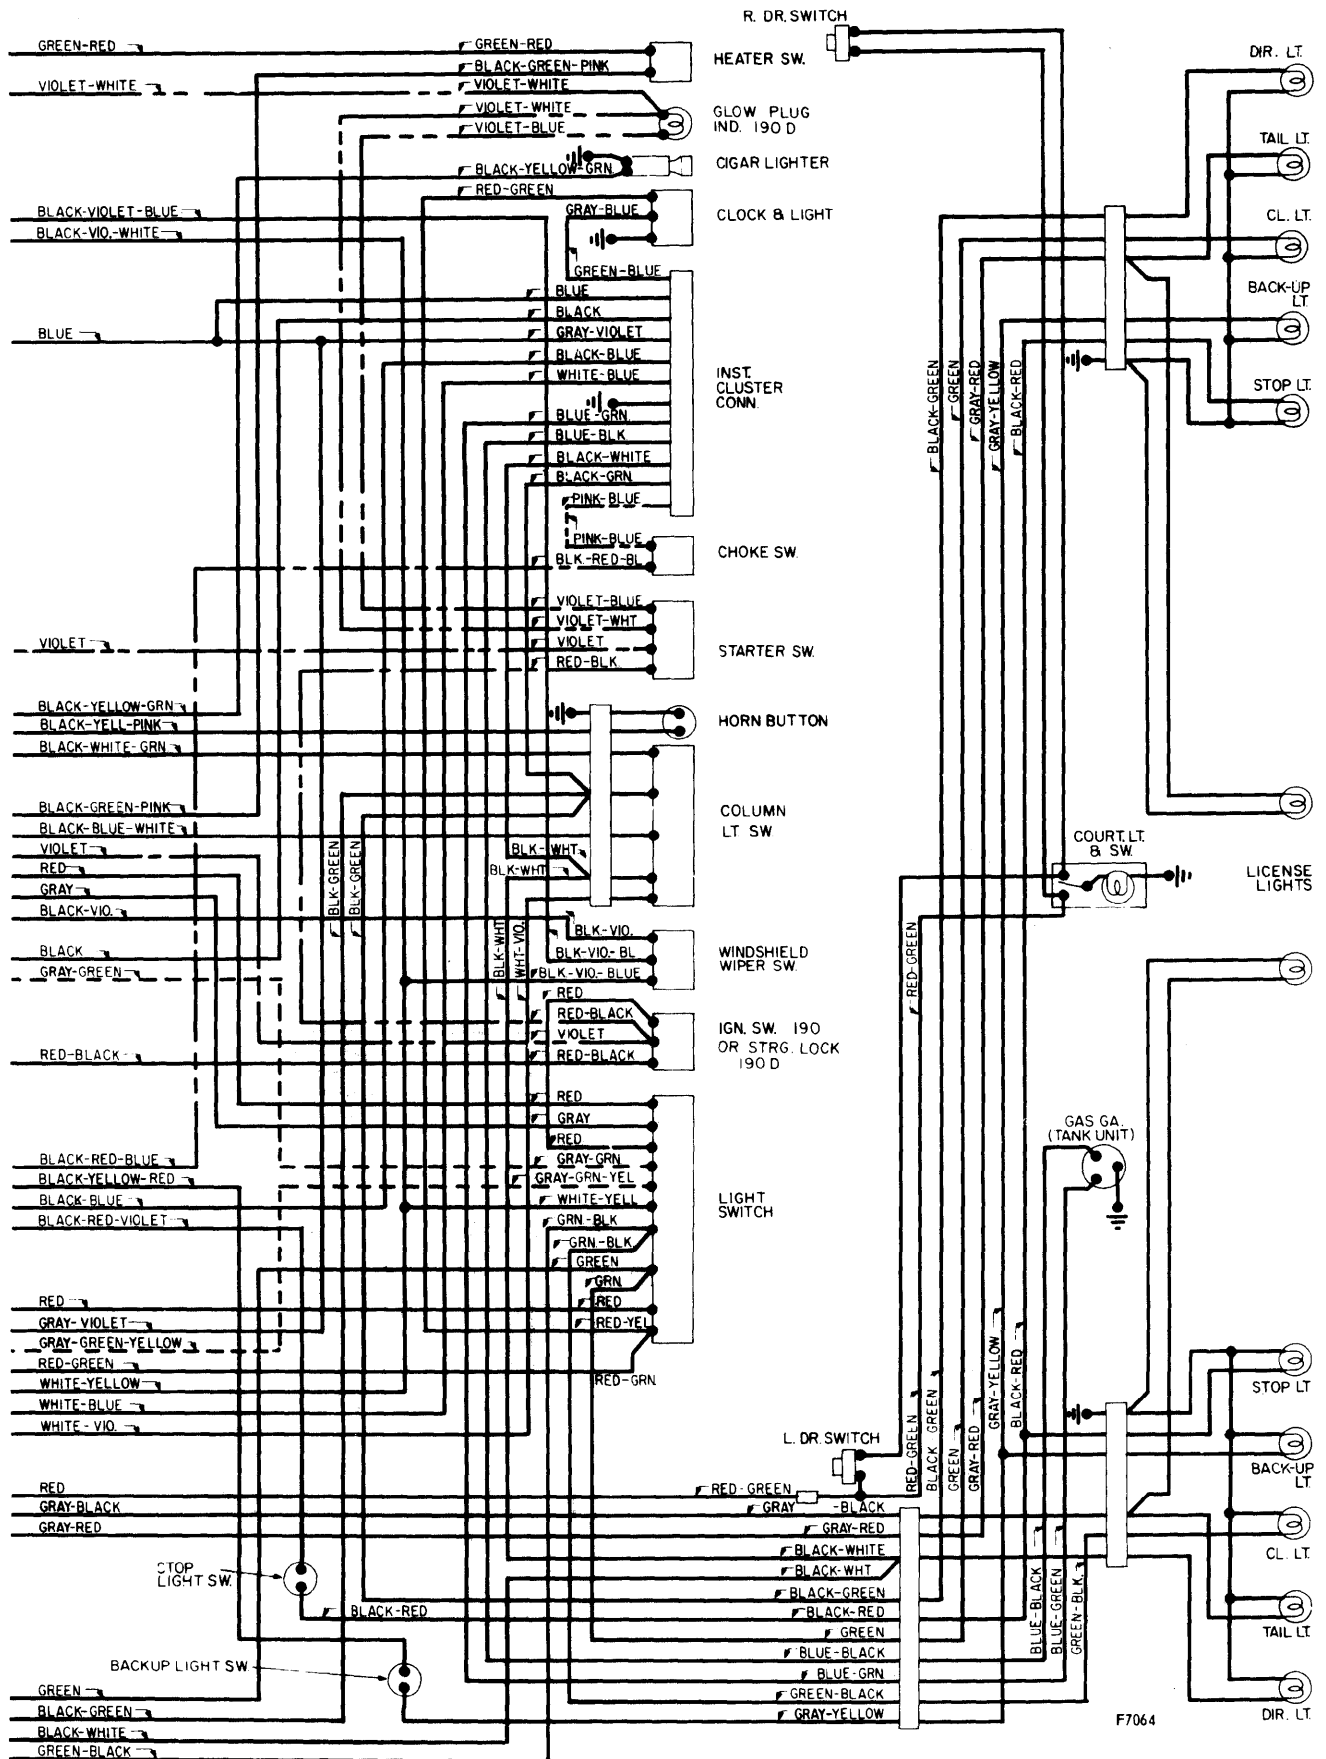 R. DR. SWITCH
GREEN-RED
GREEN-RED
HEATER SW.
DIR. LT.
BLACK-GREEN-PINK
VIOLET-WHITE
VIOLET-WHITE
VIOLET-WHITE
GLOW PLUG
IND. 190 D
VIOLET-BLUE
TAIL LT.
CIGAR LIGHTER
BLACK-YELLOW-GRN.
RED-GREEN
BLACK-VIOLET-BLUE
GRAY-BLUE
CLOCK & LIGHT
CL. LT.
BLACK-VIO.-WHITE
GREEN-BLUE
BLUE
BACK-UP
LT.
BLACK
BLUE
GRAY-VIOLET
BLACK-BLUE
WHITE-BLUE
INST.
CLUSTER
CONN.
BLACK-GREEN
GREEN
GRAY-RED
GRAY-YELLOW
BLACK-RED
STOP LT.
BLUE-GRN.
BLUE-BLK
BLACK-WHITE
BLACK-GRN.
PINK-BLUE
PINK-BLUE
CHOKE SW.
BLK.-RED-BL
VIOLET-BLUE
VIOLET-WHT
VIOLET
VIOLET
STARTER SW.
RED-BLK.
BLACK-YELLOW-GRN
BLACK-YELL-PINK
HORN BUTTON
BLACK-WHITE-GRN
BLACK-GREEN-PINK
COLUMN
LT SW
BLACK-BLUE-WHITE
COURT. LT.
& SW.
VIOLET
BLK-GREEN
BLK-GREEN
BLK-WHT
BLK-WHT
RED
GRAY
LICENSE
LIGHTS
BLACK-VIO.
BLK-VIO.
BLK-WHT
WHT-VIO.
RED-GREEN
BLACK
BLK-VIO-BL
WINDSHIELD
WIPER SW.
GRAY-GREEN
BLK-VIO.-BLUE
RED
RED-BLACK
VIOLET
IGN. SW. 190
OR STRG. LOCK
190 D
RED-BLACK
RED-BLACK
RED
GRAY
RED
GAS GA.
(TANK UNIT)
BLACK-RED-BLUE
GRAY-GRN
BLACK-YELLOW-RED
GRAY-GRN-YEL
BLACK-BLUE
WHITE-YELL
LIGHT
SWITCH
BLACK-RED-VIOLET
GRN.-BLK
GRN.-BLK.
GREEN
GRN.
RED
RED
GRAY-VIOLET
RED-YEL
GRAY-GREEN-YELLOW
RED-GREEN
RED-GRN
WHITE-YELLOW
WHITE-BLUE
WHITE-VIO.
GRAY-YELLOW
BLACK-RED
STOP LT
L. DR. SWITCH
RED-GREEN
BLACK GREEN
GREEN
GRAY-RED
BACK-UP
LT.
RED
RED-GREEN
GRAY-BLACK
GRAY -BLACK
GRAY-RED
GRAY-RED
BLACK-WHITE
CL. LT.
STOP
LIGHT SW.
BLACK-WHT
BLACK-GREEN
BLACK-RED
BLACK-RED
BLUE-BLACK
BLUE-GREEN
GREEN-BLK.
GREEN
TAIL LT.
BLUE-BLACK
BACKUP LIGHT SW.
BLUE-GRN
GREEN
GREEN-BLACK
BLACK-GREEN
GRAY-YELLOW
F7064
DIR. LT.
BLACK-WHITE
GREEN-BLACK